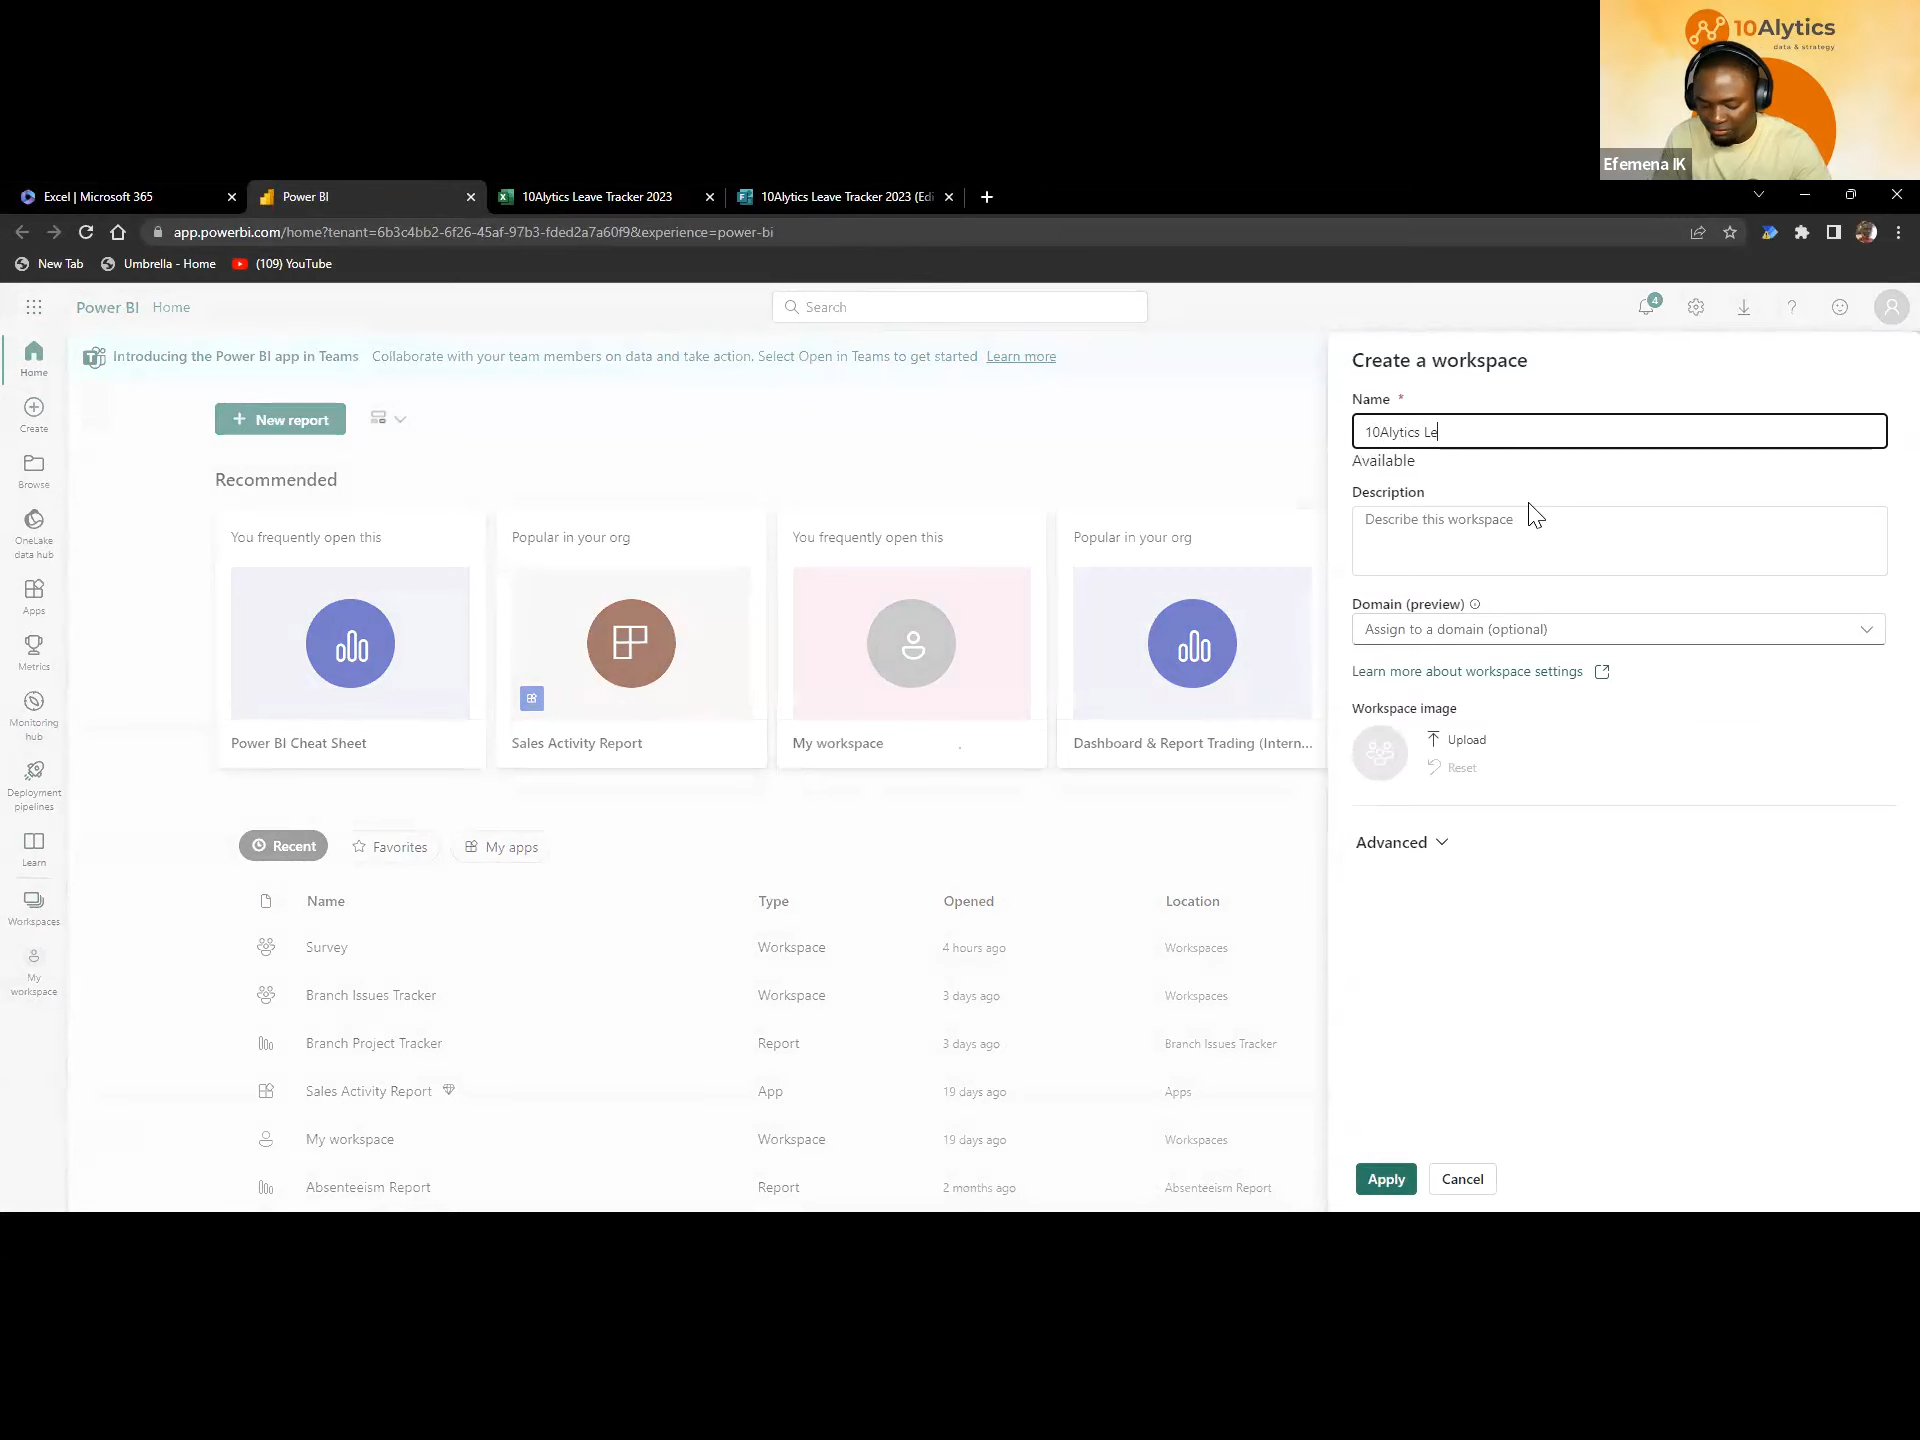 10Alytics
data & strategy
Efemena IK
Excel | Microsoft 365
Power BI
10Alytics Leave Tracker 2023
10Alytics Leave Tracker 2023 (Edi
app.powerbi.com/home?tenant=6b3c4bb2-6f26-45af-97b3-fded2a7a60f9&experience=power-bi
New Tab
Umbrella - Home
(109) YouTube
Power BI Home
Search
4
Introducing the Power BI app in Teams Collaborate with your team members on data and take action. Select Open in Teams to get started Learn more
Home
Create
Browse
OneLake
data hub
Apps
Metrics
Monitoring
hub
Deployment
pipelines
Learn
Workspaces
My
workspace
+ New report
Recommended
You frequently open this
Power BI Cheat Sheet
Popular in your org
Sales Activity Report
You frequently open this
My workspace
Popular in your org
Dashboard & Report Trading (Intern...
Recent
Favorites
My apps
Name Type Opened Location
Survey Workspace 4 hours ago Workspaces
Branch Issues Tracker Workspace 3 days ago Workspaces
Branch Project Tracker Report 3 days ago Branch Issues Tracker
Sales Activity Report App 19 days ago Apps
My workspace Workspace 19 days ago Workspaces
Absenteeism Report Report 2 months ago Absenteeism Report
Create a workspace
Name *
10Alytics Le
Available
Description
Describe this workspace
Domain (preview)
Assign to a domain (optional)
Learn more about workspace settings
Workspace image
Upload
Reset
Advanced
Apply
Cancel